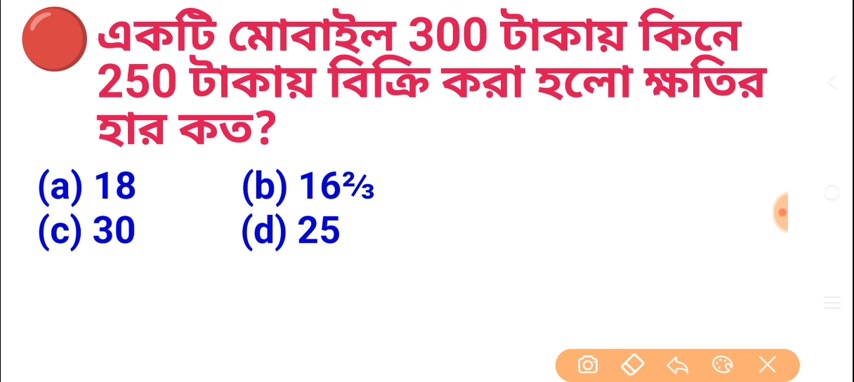 একটি মোবাইল 300 টাকায় কিনে
250 টাকায় বিক্রি করা হলো ক্ষতির
হার কত?
(a) 18 (b) 16⅔
(c) 30 (d) 25